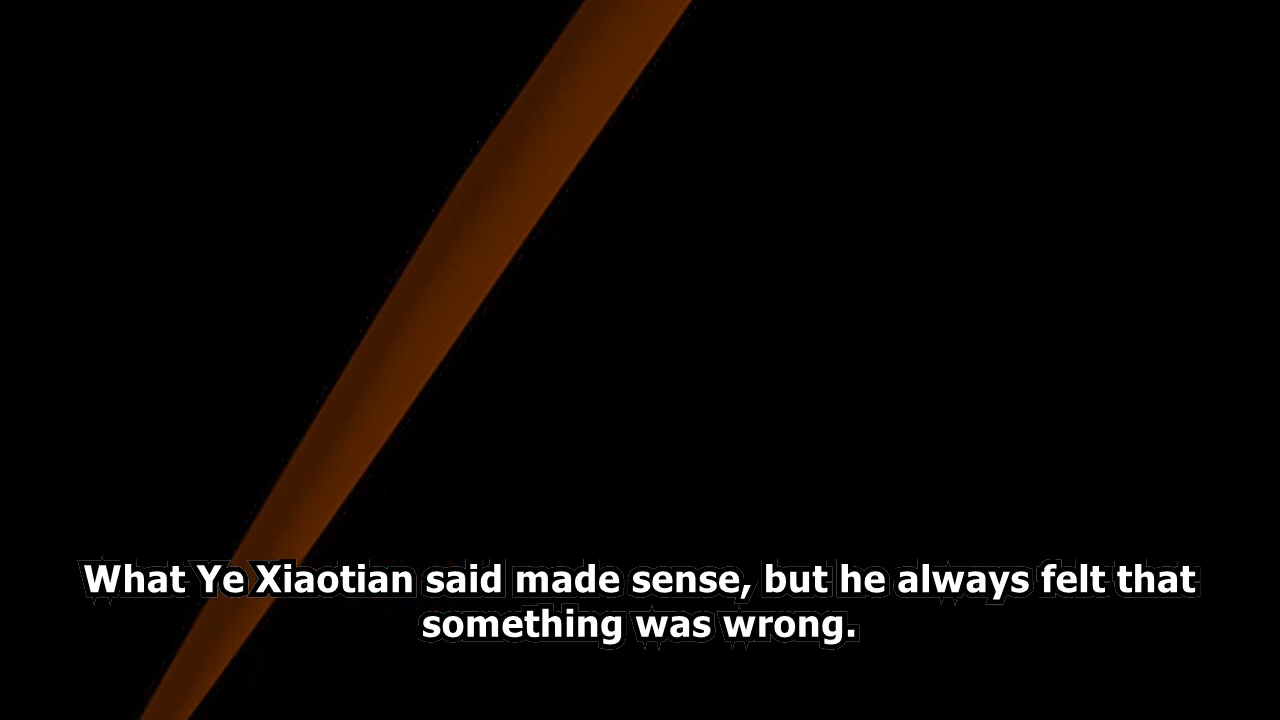 What Ye Xiaotian said made sense, but he always felt that
something was wrong.